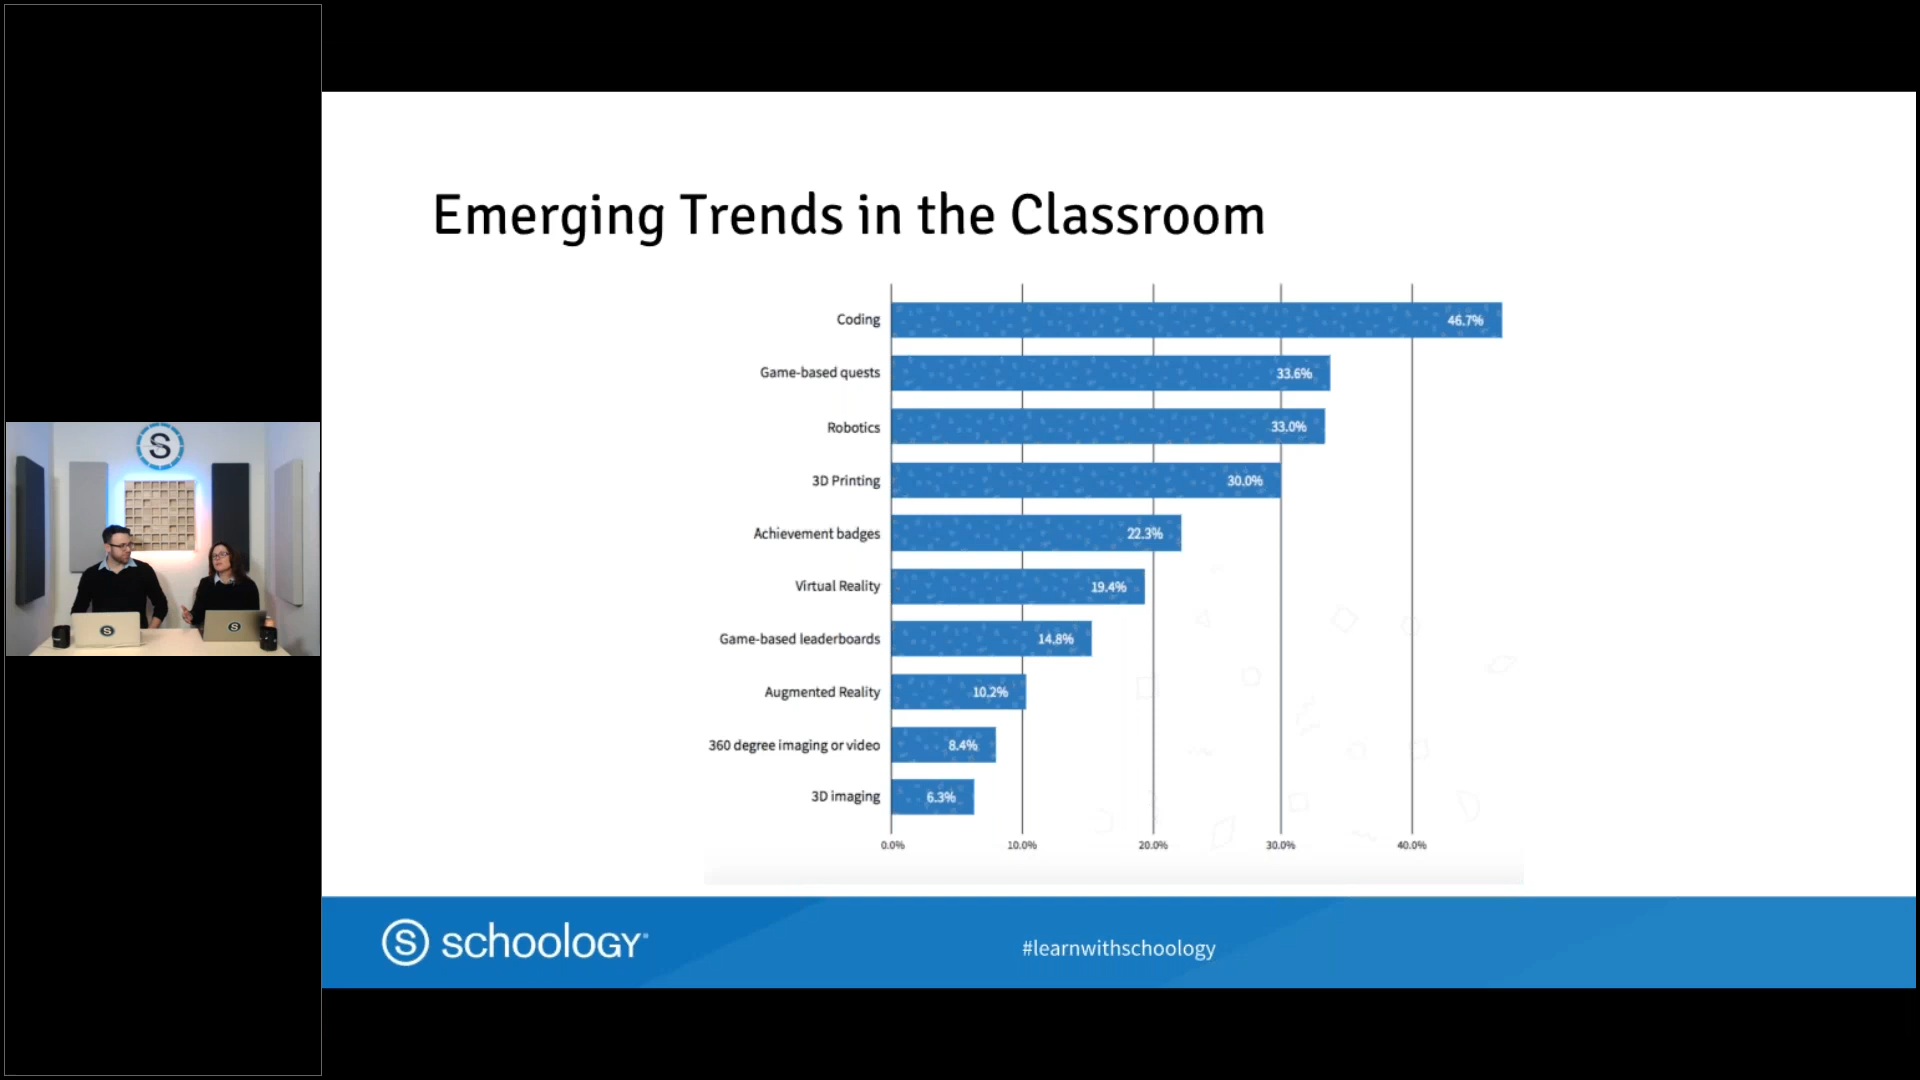 Emerging Trends in the Classroom
Coding 46.7%
Game-based quests 33.6%
Robotics 33.0%
3D Printing 30.0%
Achievement badges 22.3%
Virtual Reality 19.4%
Game-based leaderboards 14.8%
Augmented Reality 10.2%
360 degree imaging or video 8.4%
3D imaging 6.3%
0.0% 10.0% 20.0% 30.0% 40.0%
S schoology
#learnwithschoology
S
S
S